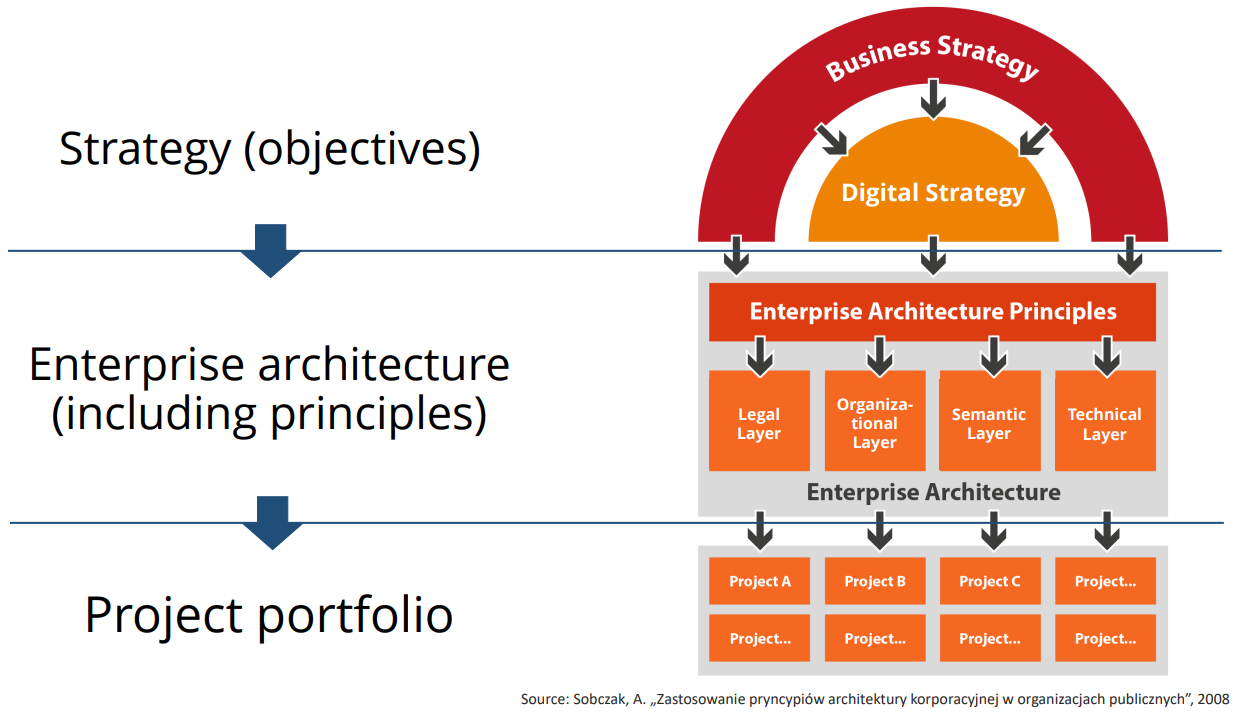 Business Strategy
Strategy (objectives)
Digital Strategy
Enterprise Architecture Principles
Enterprise architecture
(including principles)
Legal
Layer
Organiza-
tional
Layer
Semantic
Layer
Technical
Layer
Enterprise Architecture
Project portfolio
Project A
Project B
Project C
Project...
Project...
Project...
Project...
Project...
Source: Sobczak, A. „Zastosowanie pryncypiów architektury korporacyjnej w organizacjach publicznych”, 2008